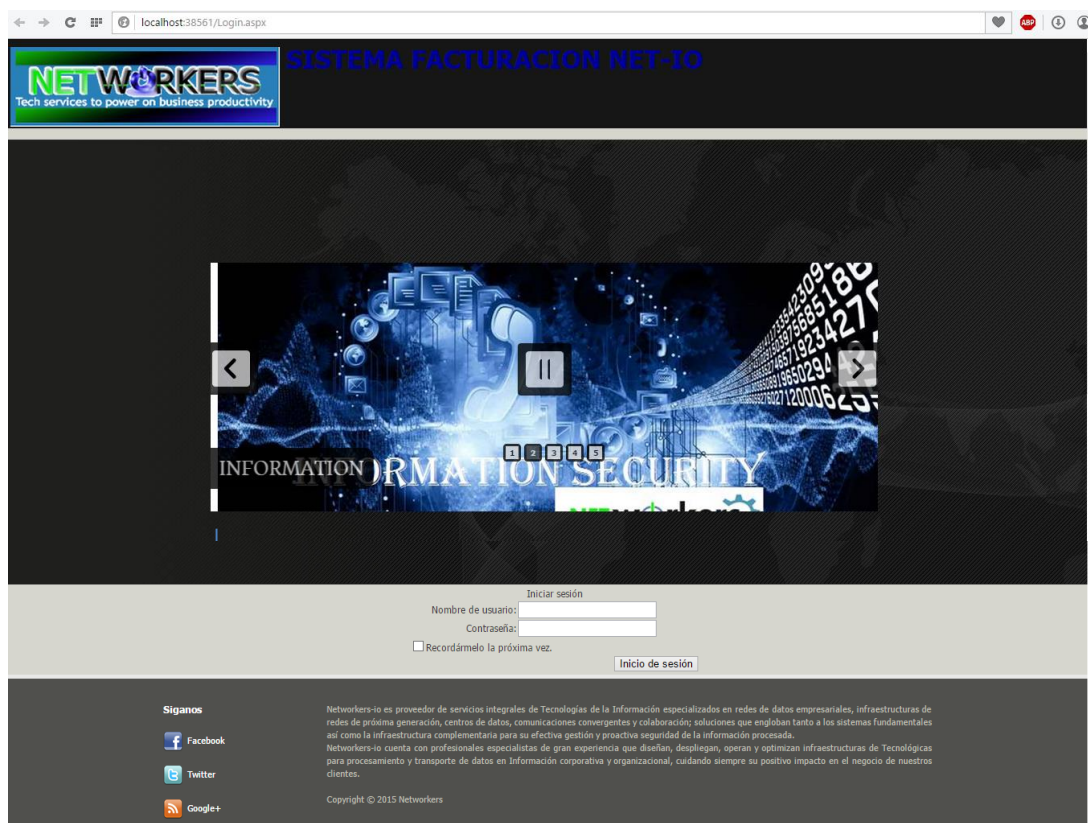 localhost:38561/Login.aspx
ABP
SISTEMA FACTURACION NET-IO
NETWORKERS
Tech services to power on business productivity
INFORMATION
INFORMATION SECURITY
1 2 3 4 5
Iniciar sesión
Nombre de usuario:
Contraseña:
Recordármelo la próxima vez.
Inicio de sesión
Siganos
Facebook
Twitter
Google+
Networkers-io es proveedor de servicios integrales de Tecnologías de la Información especializados en redes de datos empresariales, infraestructuras de
redes de próxima generación, centros de datos, comunicaciones convergentes y colaboración; soluciones que engloban tanto a los sistemas fundamentales
así como la infraestructura complementaria para su efectiva gestión y proactiva seguridad de la información procesada.
Networkers-io cuenta con profesionales especialistas de gran experiencia que diseñan, despliegan, operan y optimizan infraestructuras de Tecnológicas
para procesamiento y transporte de datos en Información corporativa y organizacional, cuidando siempre su positivo impacto en el negocio de nuestros
clientes.
Copyright © 2015 Networkers